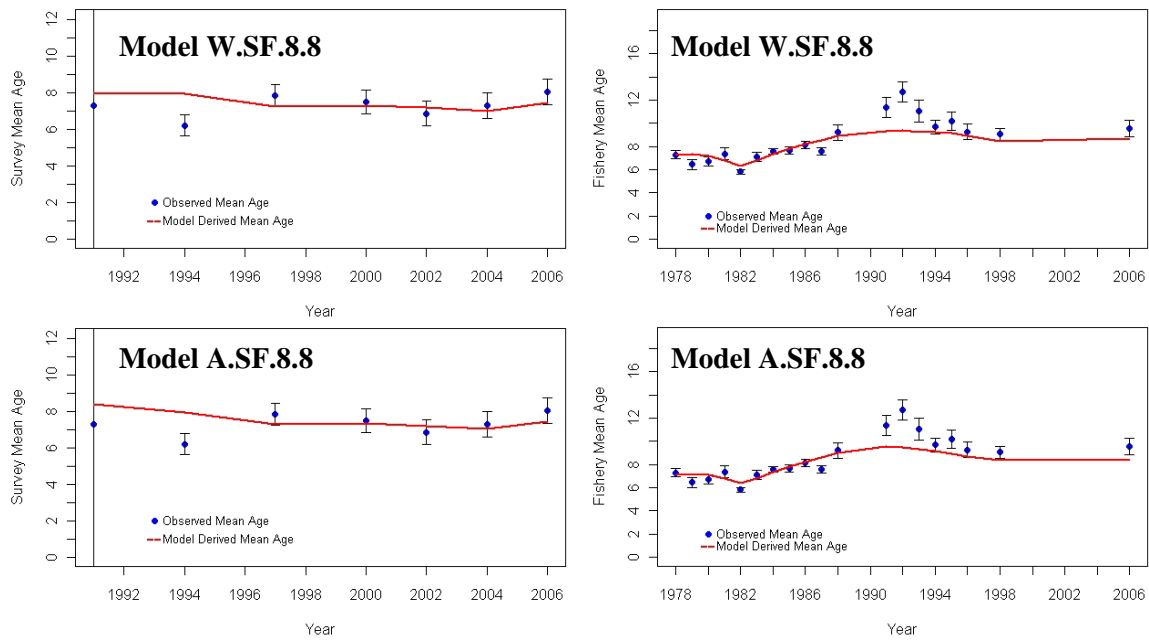 Model W.SF.8.8
Survey Mean Age
0 2 4 6 8 10 12
Observed Mean Age
Model Derived Mean Age
1992 1994 1996 1998 2000 2002 2004 2006
Year
Model W.SF.8.8
Fishery Mean Age
0 2 4 6 8 12 16
Observed Mean Age
Model Derived Mean Age
1978 1982 1986 1990 1994 1998 2002 2006
Year
Model A.SF.8.8
Survey Mean Age
0 2 4 6 8 10 12
Observed Mean Age
Model Derived Mean Age
1992 1994 1996 1998 2000 2002 2004 2006
Year
Model A.SF.8.8
Fishery Mean Age
0 2 4 6 8 12 16
Observed Mean Age
Model Derived Mean Age
1978 1982 1986 1990 1994 1998 2002 2006
Year